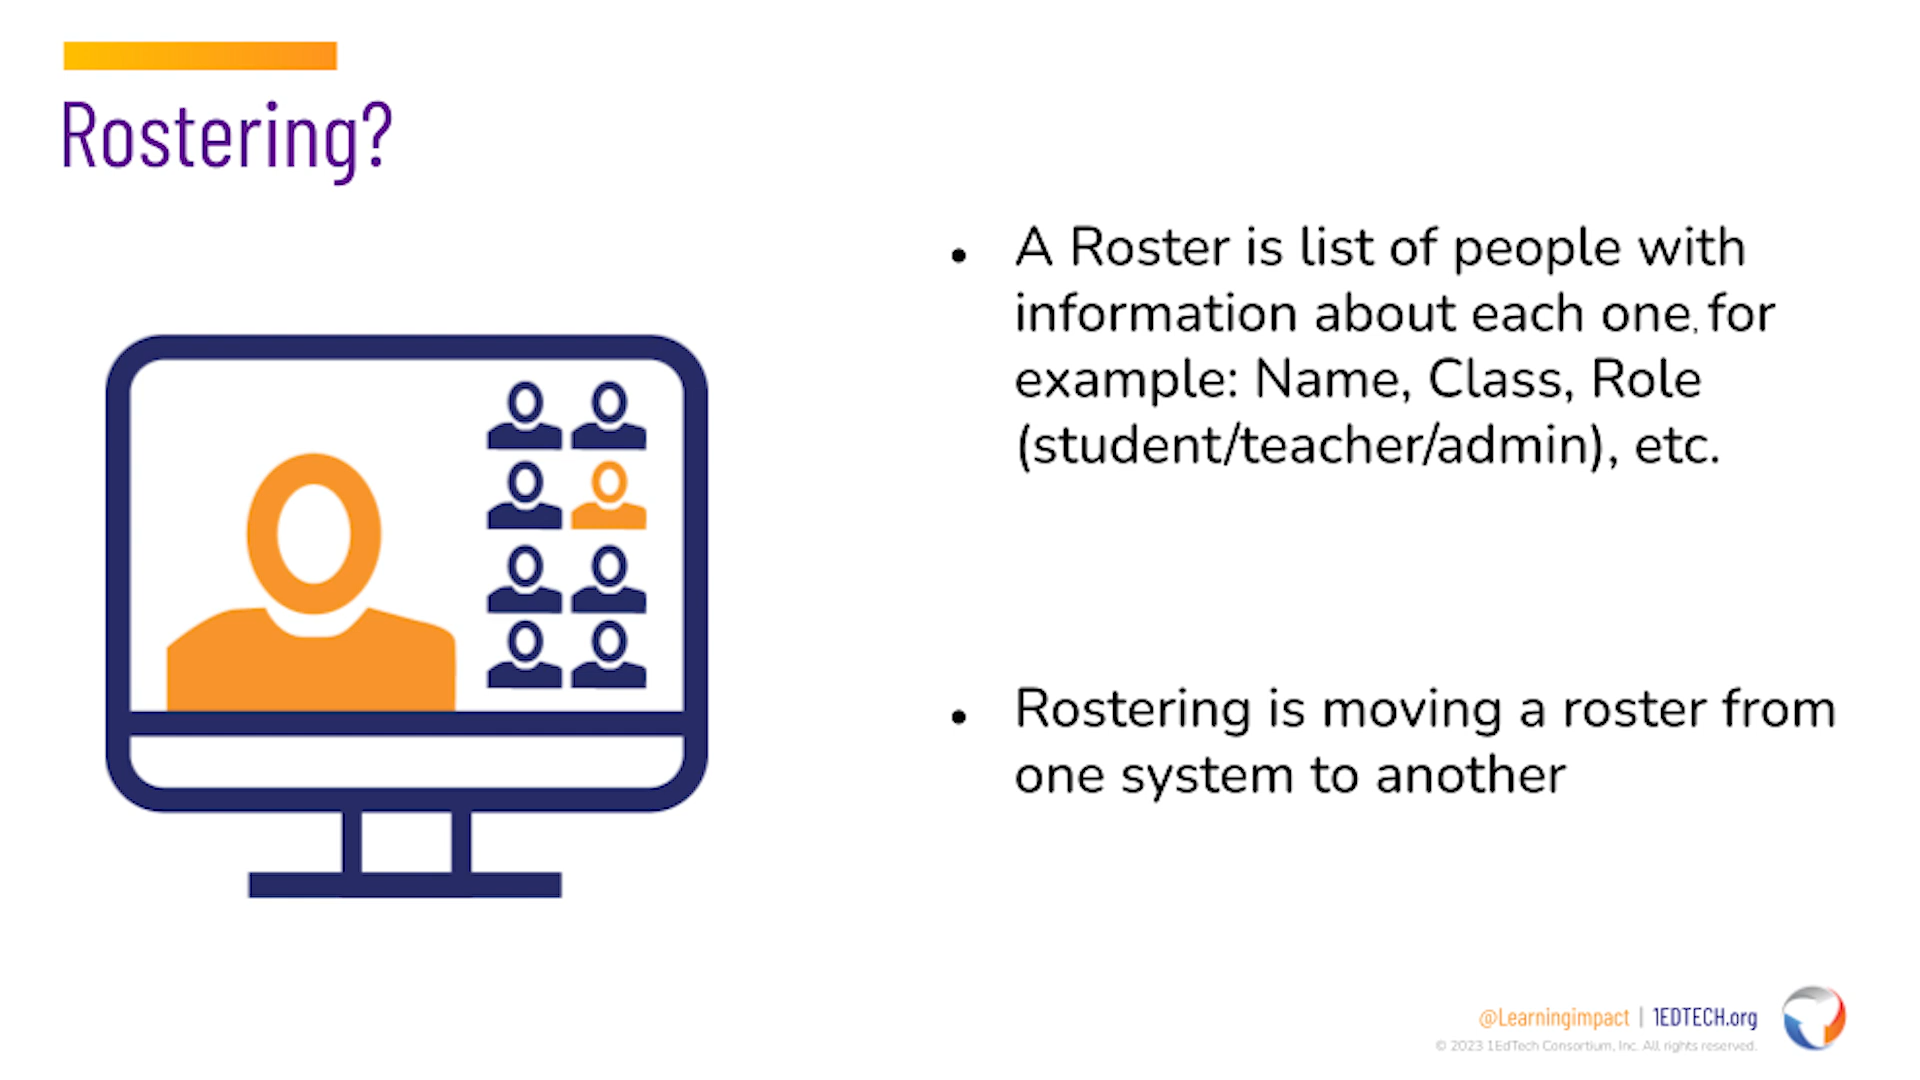 Rostering?
• A Roster is list of people with
information about each one, for
example: Name, Class, Role
(student/teacher/admin), etc.
• Rostering is moving a roster from
one system to another
@Learningimpact | 1EDTECH.org
© 2023 1EdTech Consortium, Inc. All rights reserved.